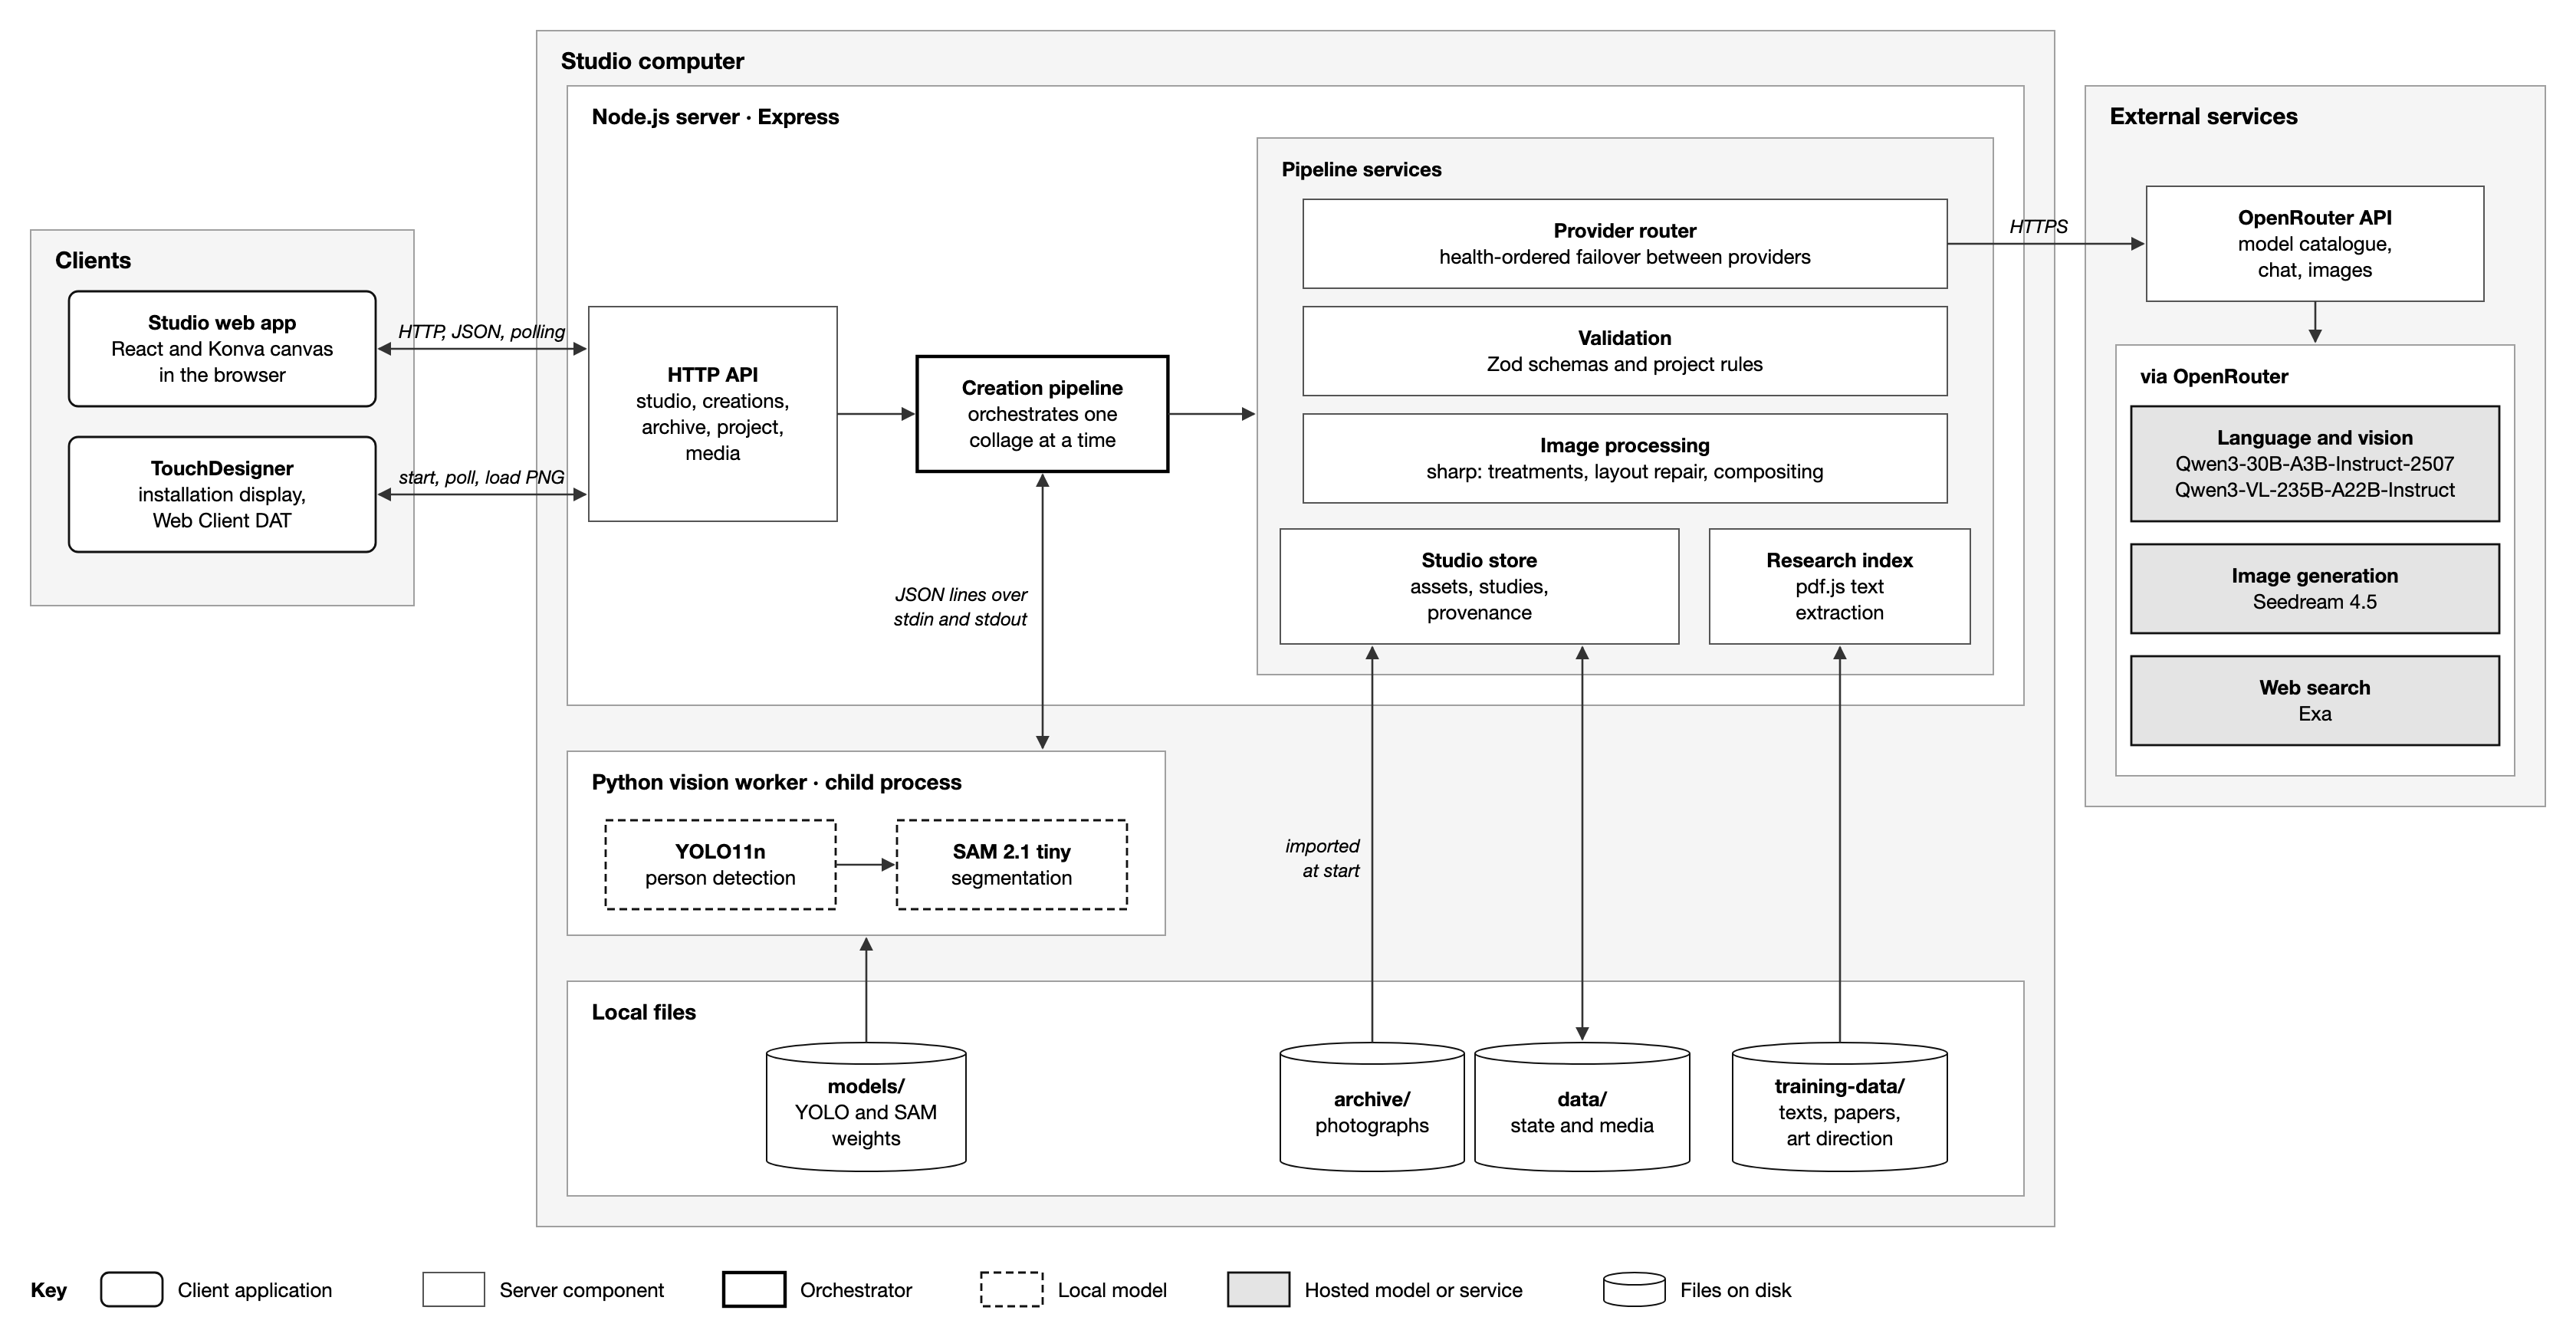 Studio computer
Node.js server · Express
External services
Pipeline services
Provider router
health-ordered failover between providers
HTTPS
OpenRouter API
model catalogue,
chat, images
Clients
Studio web app
React and Konva canvas
in the browser
HTTP, JSON, polling
TouchDesigner
installation display,
Web Client DAT
start, poll, load PNG
HTTP API
studio, creations,
archive, project,
media
Creation pipeline
orchestrates one
collage at a time
Validation
Zod schemas and project rules
Image processing
sharp: treatments, layout repair, compositing
Studio store
assets, studies,
provenance
Research index
pdf.js text
extraction
via OpenRouter
Language and vision
Qwen3-30B-A3B-Instruct-2507
Qwen3-VL-235B-A22B-Instruct
Image generation
Seedream 4.5
Web search
Exa
JSON lines over
stdin and stdout
Python vision worker · child process
YOLO11n
person detection
SAM 2.1 tiny
segmentation
imported
at start
Local files
models/
YOLO and SAM
weights
archive/
photographs
data/
state and media
training-data/
texts, papers,
art direction
Key
Client application
Server component
Orchestrator
Local model
Hosted model or service
Files on disk